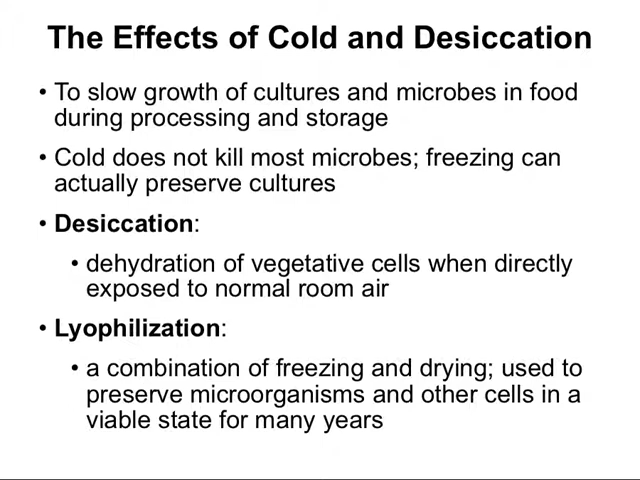 The Effects of Cold and Desiccation
• To slow growth of cultures and microbes in food
during processing and storage
• Cold does not kill most microbes; freezing can
actually preserve cultures
• Desiccation:
• dehydration of vegetative cells when directly
exposed to normal room air
• Lyophilization:
• a combination of freezing and drying; used to
preserve microorganisms and other cells in a
viable state for many years